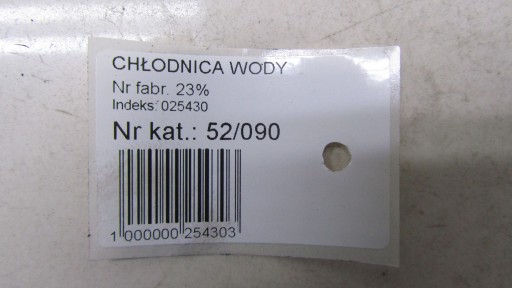 CHŁODNICA WODY
Nr fabr. 23%
Indeks: 025430
Nr kat.: 52/090
1 000000 254303